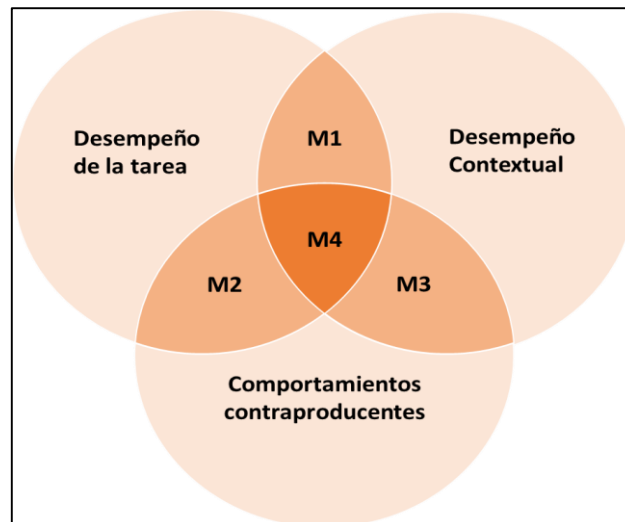 M1
Desempeño
de la tarea
Desempeño
Contextual
M4
M2
M3
Comportamientos
contraproducentes